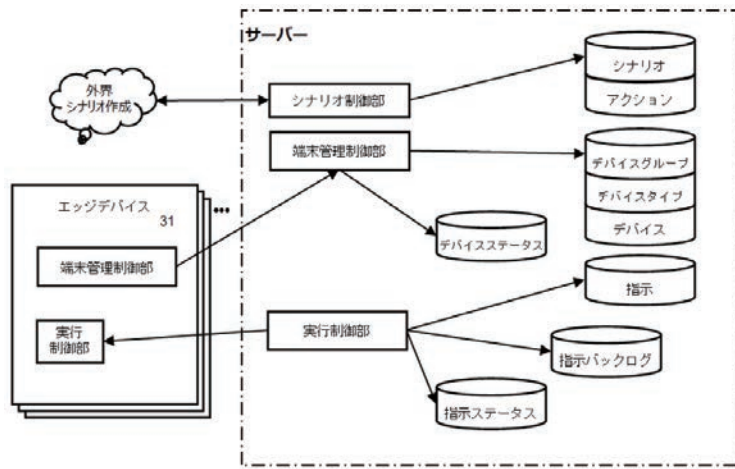 サーバー
外界
シナリオ作成
シナリオ制御部
シナリオ
アクション
端末管理制御部
デバイスグループ
デバイスタイプ
デバイス
デバイスステータス
エッジデバイス
31
...
端末管理制御部
実行
制御部
実行制御部
指示
指示バックログ
指示ステータス